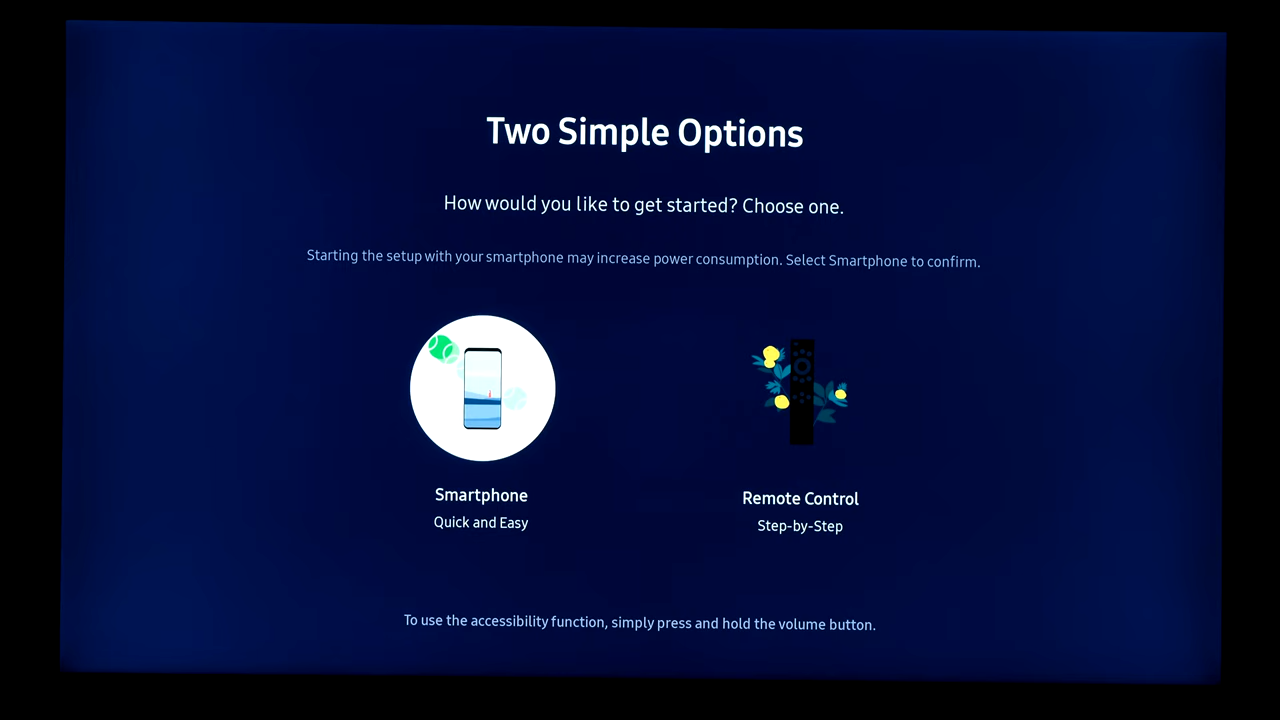 Two Simple Options
How would you like to get started? Choose one.
Starting the setup with your smartphone may increase power consumption. Select Smartphone to confirm.
Smartphone
Quick and Easy
Remote Control
Step-by-Step
To use the accessibility function, simply press and hold the volume button.